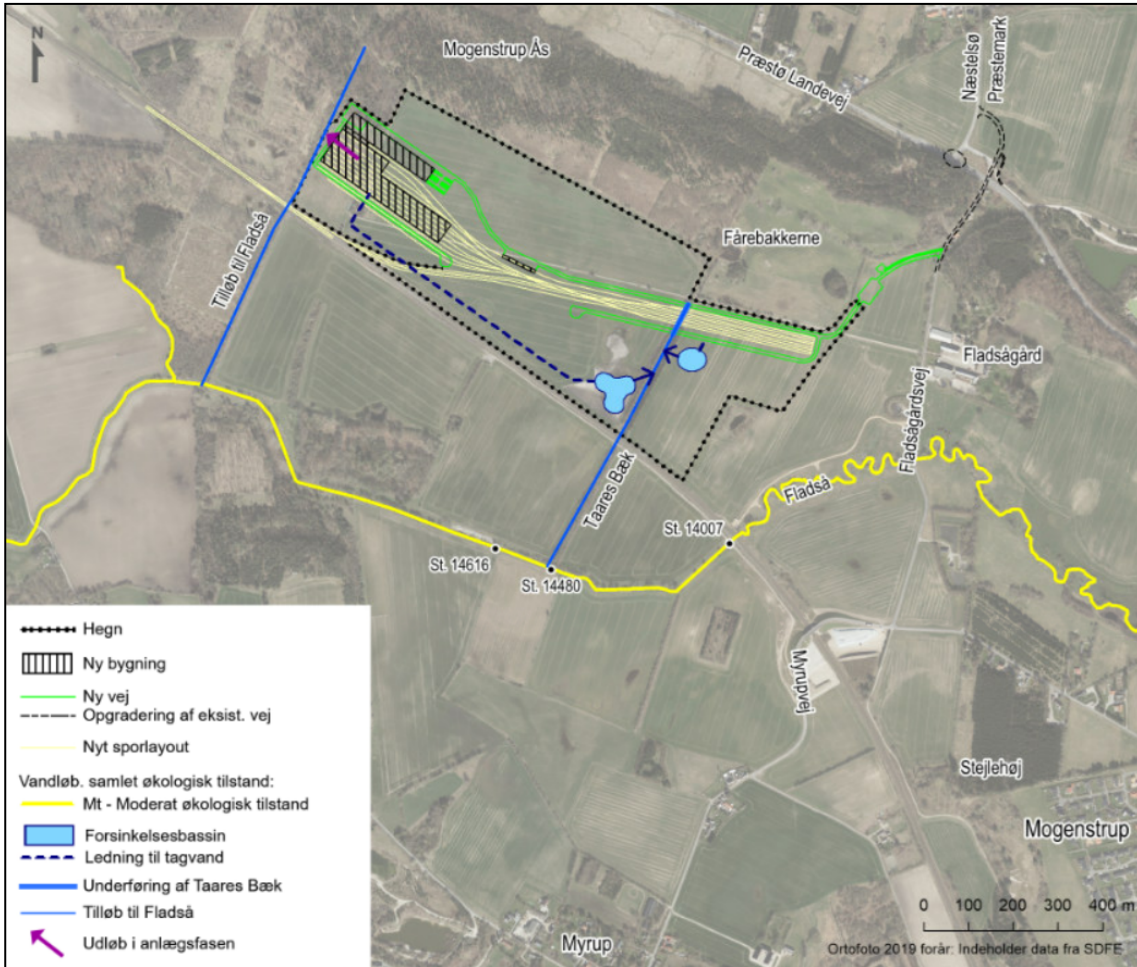 N
Mogenstrup Ås
Præstø Landevej
Næstelsø
Præstemark
Fårebakkerne
Tilløb til Fladså
Fladsågård
Fladsågårdsvej
Taares Bæk
Fladså
St. 14007
St. 14616
St. 14480
Myrupvej
Stejlehøj
Mogenstrup
Myrup
Hegn
Ny bygning
Ny vej
Opgradering af eksist. vej
Nyt sporlayout
Vandløb. samlet økologisk tilstand:
Mt - Moderat økologisk tilstand
Forsinkelsesbassin
Ledning til tagvand
Underføring af Taares Bæk
Tilløb til Fladså
Udløb i anlægsfasen
0 100 200 300 400 m
Ortofoto 2019 forår: Indeholder data fra SDFE